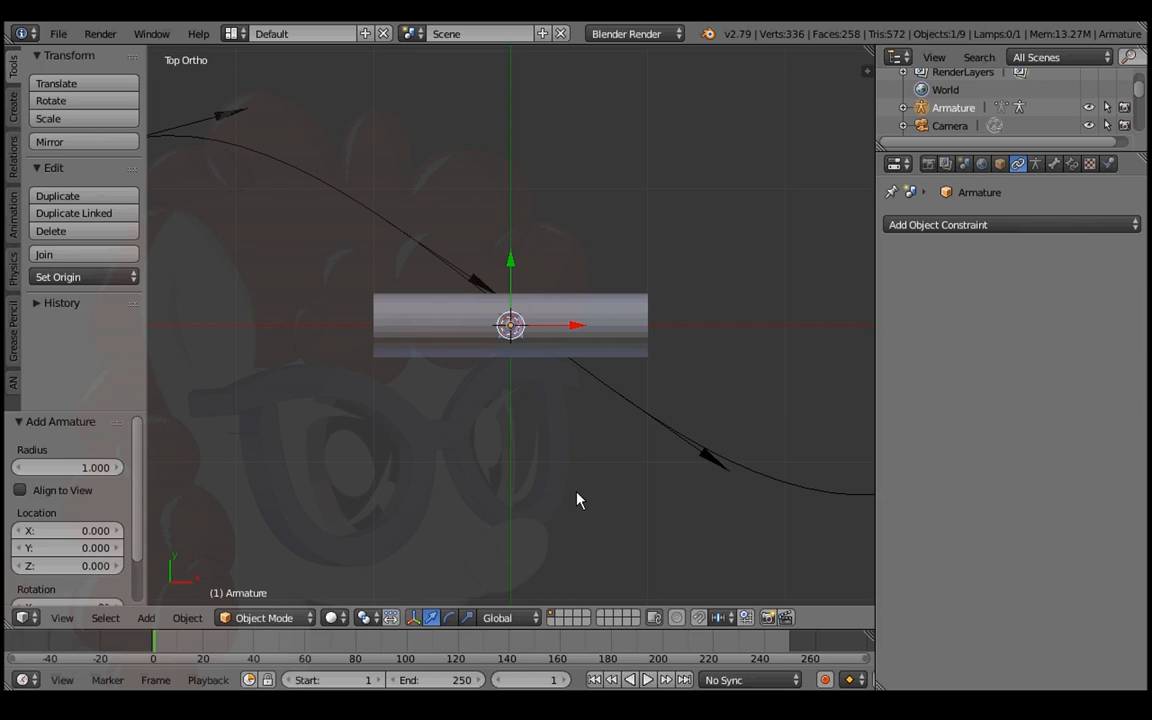 File Render Window Help Default Scene Blender Render v2.79 | Verts:336 | Faces:258 | Tris:572 | Objects:1/9 | Lamps:0/1 | Mem:13.27M | Armature
Tools
Create
Relations
Animation
Physics
Grease Pencil
AN
Transform
Translate
Rotate
Scale
Mirror
Edit
Duplicate
Duplicate Linked
Delete
Join
Set Origin
History
Add Armature
Radius
1.000
Align to View
Location
X: 0.000
Y: 0.000
Z: 0.000
Rotation
Top Ortho
y
x
(1) Armature
View Search All Scenes
RenderLayers
World
Armature
Camera
Armature
Add Object Constraint
View Select Add Object Object Mode Global
-40 -20 0 20 40 60 80 100 120 140 160 180 200 220 240 260
View Marker Frame Playback Start: 1 End: 250 1 No Sync